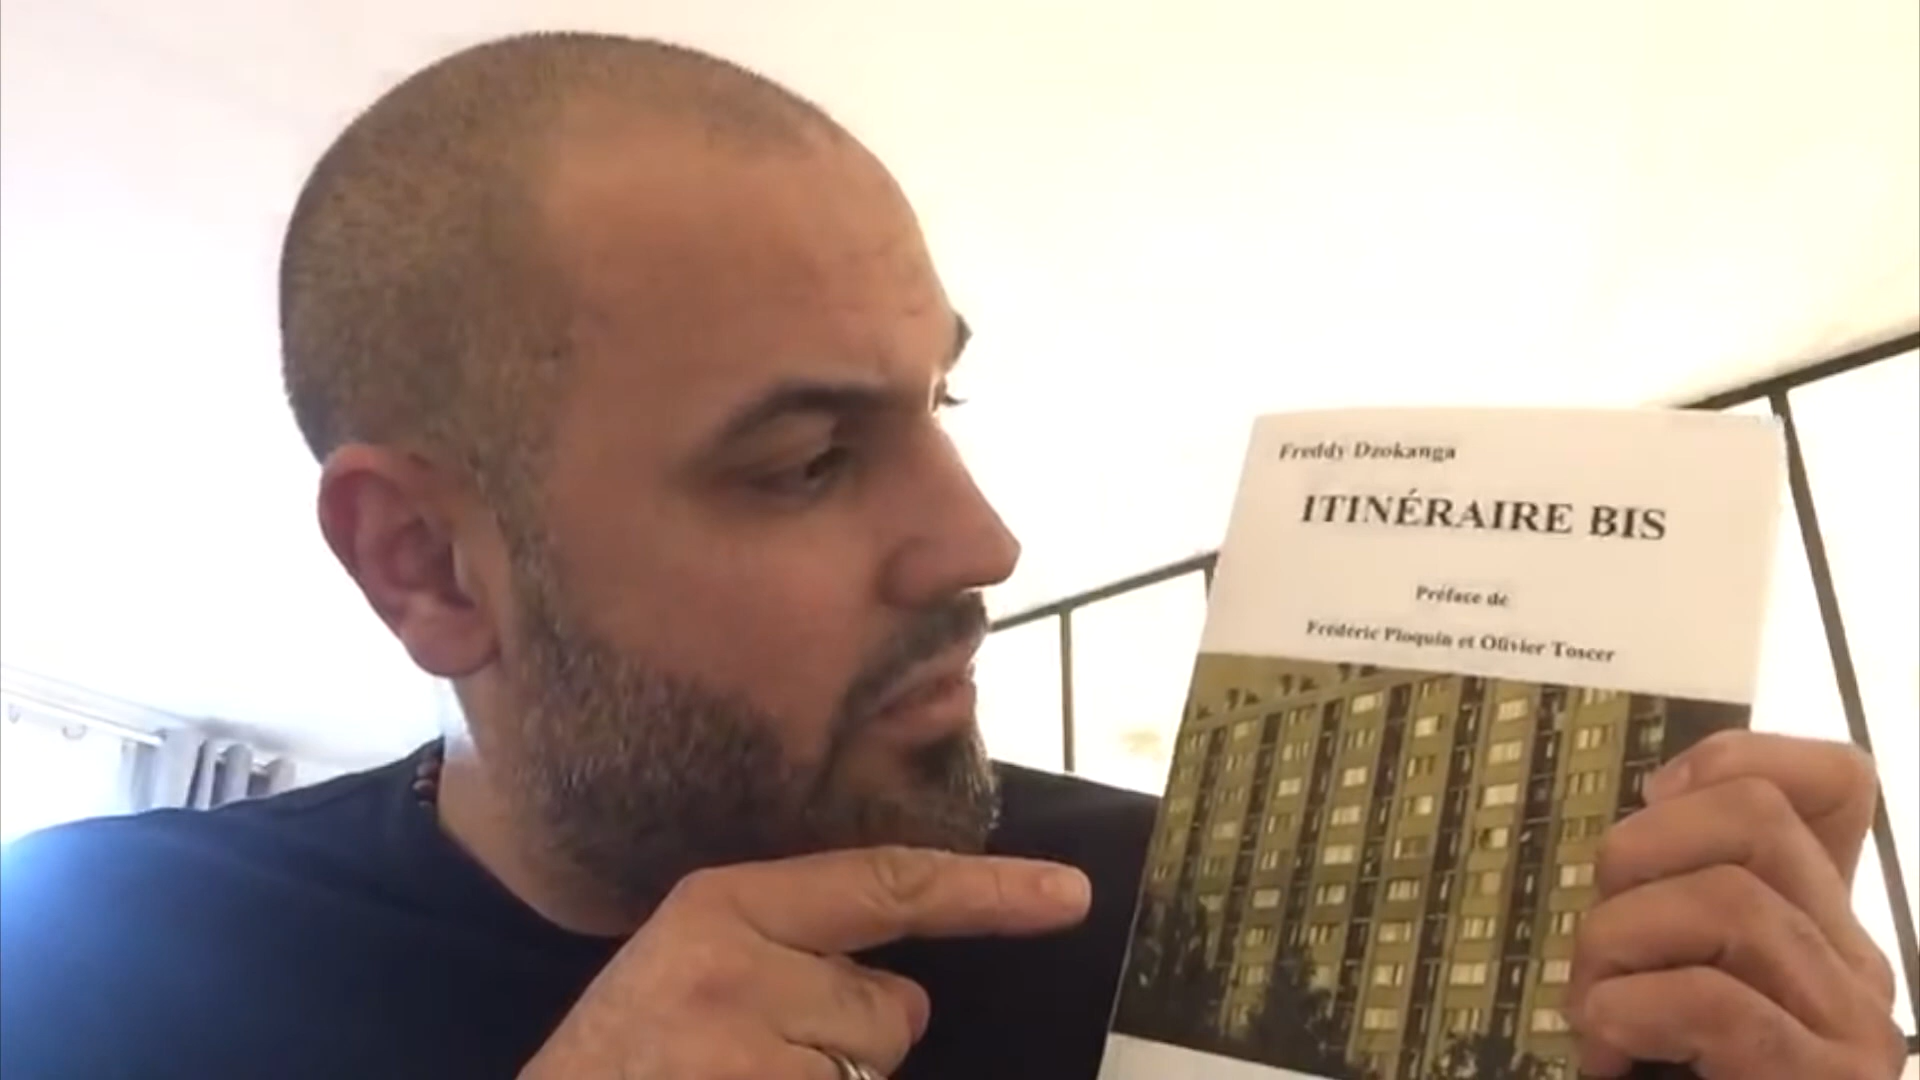 Freddy Dzokanga
ITINÉRAIRE BIS
Préface de
Frédéric Ploquin et Olivier Toscer